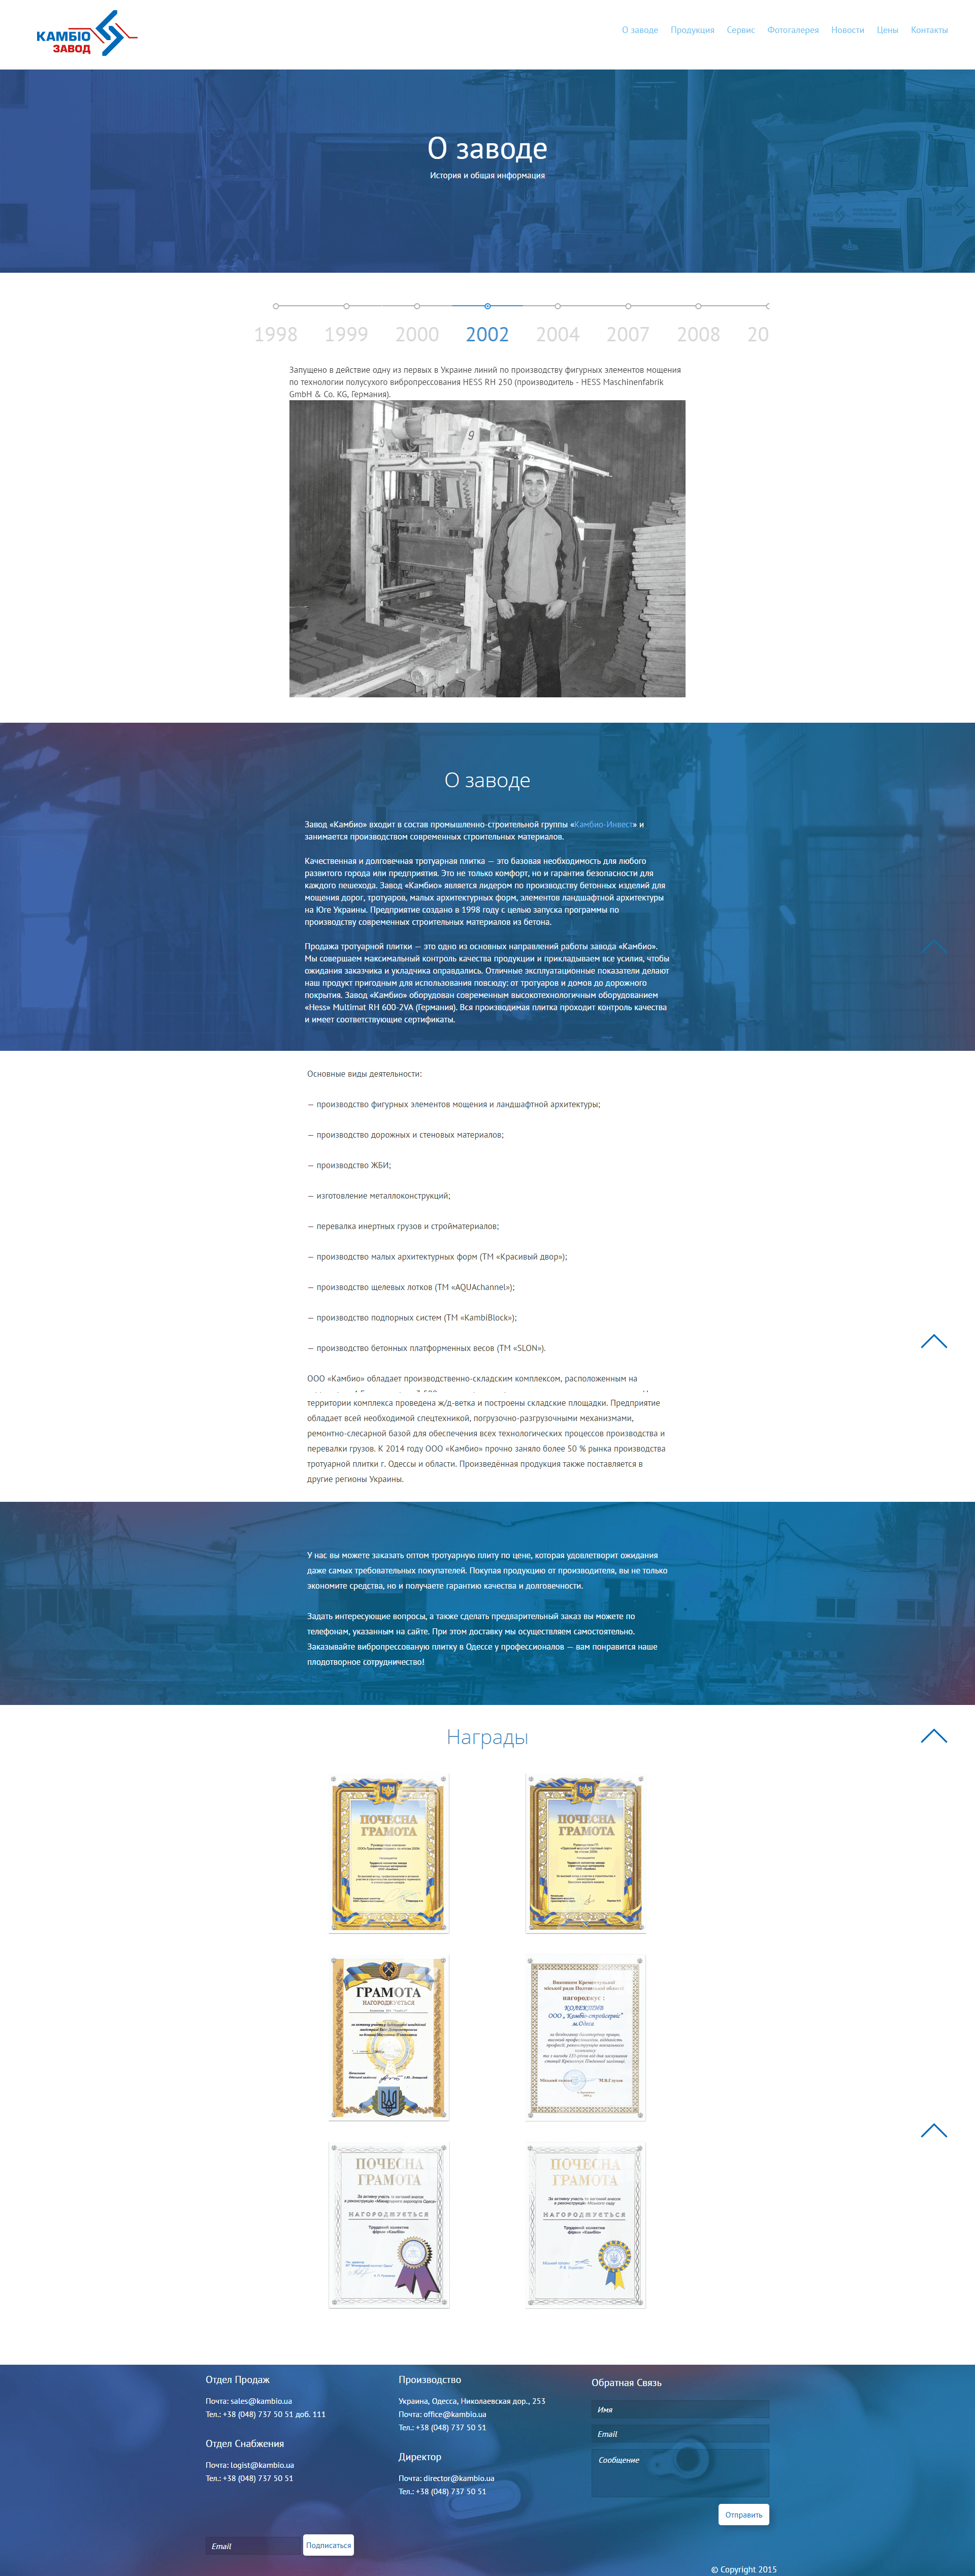 КАМБІО
ЗАВОД
О заводе Продукция Сервис Фотогалерея Новости Цены Контакты
О заводе
История и общая информация
1998 1999 2000 2002 2004 2007 2008 20
Запущено в действие одну из первых в Украине линий по производству фигурных элементов мощения
по технологии полусухого вибропрессования HESS RH 250 (производитель - HESS Maschinenfabrik
GmbH & Co. KG, Германия).
9
О заводе
Завод «Камбио» входит в состав промышленно-строительной группы «Камбио-Инвест» и
занимается производством современных строительных материалов.
Качественная и долговечная тротуарная плитка — это базовая необходимость для любого
развитого города или предприятия. Это не только комфорт, но и гарантия безопасности для
каждого пешехода. Завод «Камбио» является лидером по производству бетонных изделий для
мощения дорог, тротуаров, малых архитектурных форм, элементов ландшафтной архитектуры
на Юге Украины. Предприятие создано в 1998 году с целью запуска программы по
производству современных строительных материалов из бетона.
Продажа тротуарной плитки — это одно из основных направлений работы завода «Камбио».
Мы совершаем максимальный контроль качества продукции и прикладываем все усилия, чтобы
ожидания заказчика и укладчика оправдались. Отличные эксплуатационные показатели делают
наш продукт пригодным для использования повсюду: от тротуаров и домов до дорожного
покрытия. Завод «Камбио» оборудован современным высокотехнологичным оборудованием
«Hess» Multimat RH 600-2VA (Германия). Вся производимая плитка проходит контроль качества
и имеет соответствующие сертификаты.
Основные виды деятельности:
— производство фигурных элементов мощения и ландшафтной архитектуры;
— производство дорожных и стеновых материалов;
— производство ЖБИ;
— изготовление металлоконструкций;
— перевалка инертных грузов и стройматериалов;
— производство малых архитектурных форм (ТМ «Красивый двор»);
— производство щелевых лотков (ТМ «AQUAchannel»);
— производство подпорных систем (ТМ «KambiBlock»);
— производство бетонных платформенных весов (ТМ «SLON»).
ООО «Камбио» обладает производственно-складским комплексом, расположенным на
территории комплекса проведена ж/д-ветка и построены складские площадки. Предприятие
обладает всей необходимой спецтехникой, погрузочно-разгрузочными механизмами,
ремонтно-слесарной базой для обеспечения всех технологических процессов производства и
перевалки грузов. К 2014 году ООО «Камбио» прочно заняло более 50 % рынка производства
тротуарной плитки г. Одессы и области. Произведённая продукция также поставляется в
другие регионы Украины.
У нас вы можете заказать оптом тротуарную плиту по цене, которая удовлетворит ожидания
даже самых требовательных покупателей. Покупая продукцию от производителя, вы не только
экономите средства, но и получаете гарантию качества и долговечности.
Задать интересующие вопросы, а также сделать предварительный заказ вы можете по
телефонам, указанным на сайте. При этом доставку мы осуществляем самостоятельно.
Заказывайте вибропрессованую плитку в Одессе у профессионалов — вам понравится наше
плодотворное сотрудничество!
Награды
ПОЧЕСНА
ГРАМОТА
ПОЧЕСНА
ГРАМОТА
ГРАМОТА
НАГОРОДЖУЄТЬСЯ
нагороджує :
КОЛЕКТИВ
м.Одеса
ПОЧЕСНА
ГРАМОТА
НАГОРОДЖУЄТЬСЯ
Трудовий колектив
фірми «Камбіо»
ПОЧЕСНА
ГРАМОТА
НАГОРОДЖУЄТЬСЯ
Трудовий колектив
фірми «Камбіо»
Отдел Продаж
Почта: sales@kambio.ua
Тел.: +38 (048) 737 50 51 доб. 111
Отдел Снабжения
Почта: logist@kambio.ua
Тел.: +38 (048) 737 50 51
Email
Подписаться
Производство
Украина, Одесса, Николаевская дор., 253
Почта: office@kambio.ua
Тел.: +38 (048) 737 50 51
Директор
Почта: director@kambio.ua
Тел.: +38 (048) 737 50 51
Обратная Связь
Имя
Email
Сообщение
Отправить
© Copyright 2015